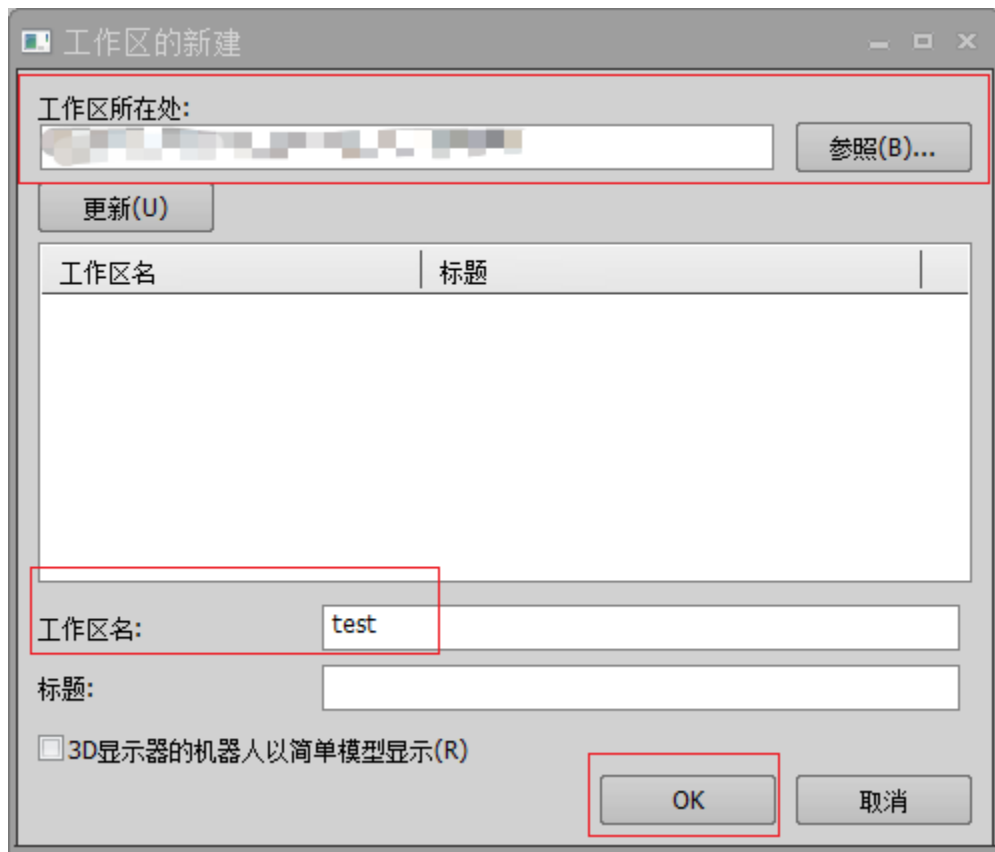 工作区的新建
工作区所在处:
参照(B)...
更新(U)
工作区名 标题
工作区名: test
标题:
3D显示器的机器人以简单模型显示(R)
OK 取消